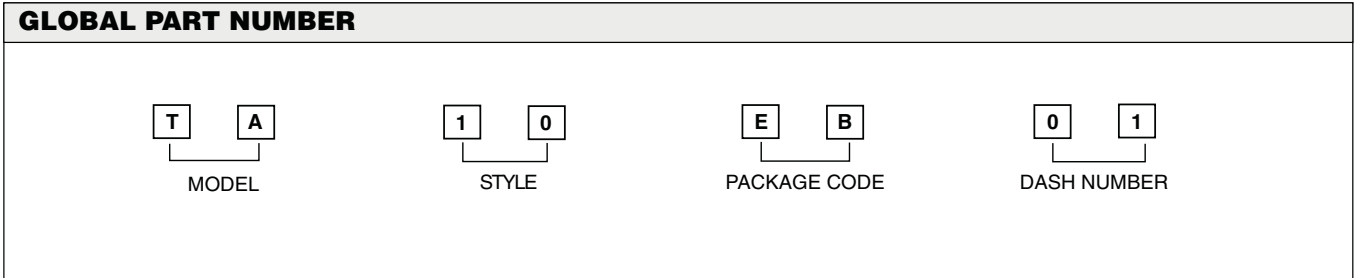 GLOBAL PART NUMBER
T A 1 0 E B 0 1
MODEL STYLE PACKAGE CODE DASH NUMBER